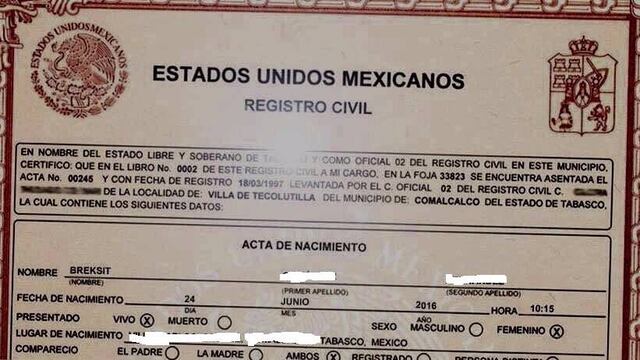 ESTADOS UNIDOS MEXICANOS
REGISTRO CIVIL
EN NOMBRE DEL ESTADO LIBRE Y SOBERANO DE Y COMO OFICIAL 02 DEL REGISTRO CIVIL EN ESTE MUNICIPIO,
CERTIFICO: QUE EN EL LIBRO No. 0002 DE ESTE REGISTRO CIVIL A MI CARGO, EN LA FOJA 33823 SE ENCUENTRA ASENTADA EL
ACTA No. 00245 Y CON FECHA DE REGISTRO 18/03/1997 LEVANTADA POR EL C. OFICIAL 02 DEL REGISTRO CIVIL C.
DE LA LOCALIDAD DE: VILLA DE TECOLUTILLA DEL MUNICIPIO DE: COMALCALCO DEL ESTADO DE TABASCO,
LA CUAL CONTIENE LOS SIGUIENTES DATOS:
ACTA DE NACIMIENTO
NOMBRE BREKSIT
(NOMBRE) (PRIMER APELLIDO) (SEGUNDO APELLIDO)
FECHA DE NACIMIENTO 24 JUNIO 2016 HORA 10:15
DIA MES AÑO
PRESENTADO VIVO X MUERTO SEXO MASCULINO FEMENINO X
LUGAR DE NACIMIENTO TABASCO, MEXICO
COMPARECIO EL PADRE LA MADRE AMBOS X REGISTRADO